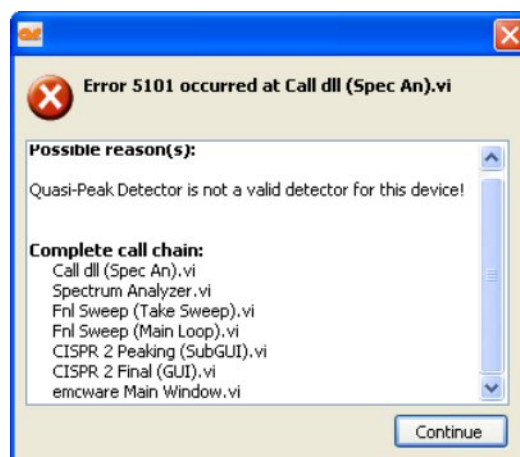 Error 5101 occurred at Call dll (Spec An).vi
Possible reason(s):
Quasi-Peak Detector is not a valid detector for this device!
Complete call chain:
Call dll (Spec An).vi
Spectrum Analyzer.vi
Fnl Sweep (Take Sweep).vi
Fnl Sweep (Main Loop).vi
CISPR 2 Peaking (SubGUI).vi
CISPR 2 Final (GUI).vi
emcware Main Window.vi
Continue